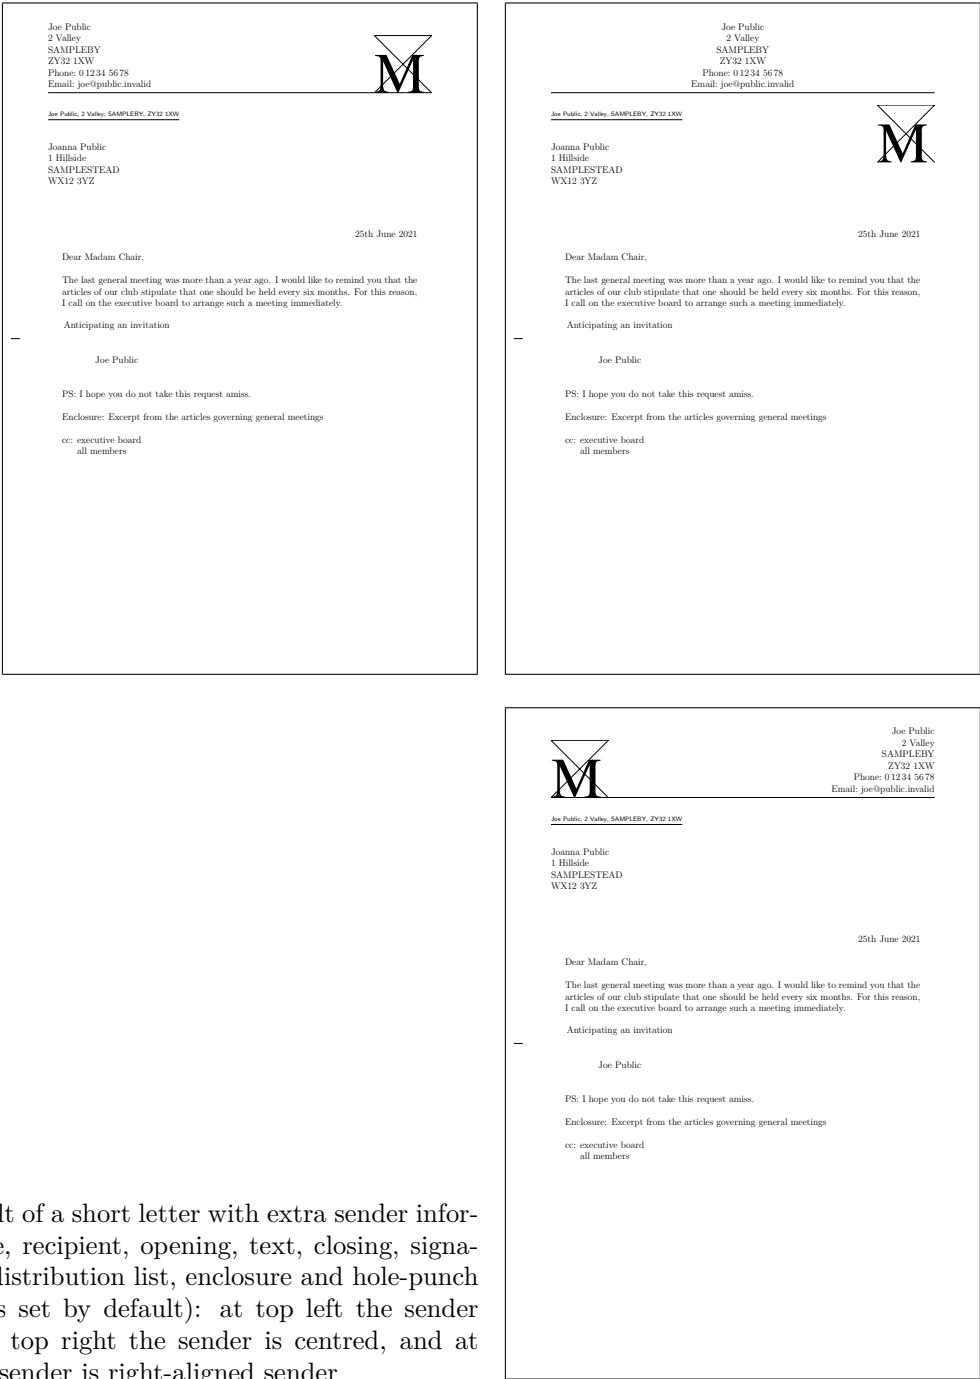 Joe Public
2 Valley
SAMPLEBY
ZY32 1XW
Phone: 0 12 34 56 78
Email: joe@public.invalid
M
Joe Public, 2 Valley, SAMPLEBY, ZY32 1XW
Joanna Public
1 Hillside
SAMPLESTEAD
WX12 3YZ
25th June 2021
Dear Madam Chair,
The last general meeting was more than a year ago. I would like to remind you that the
articles of our club stipulate that one should be held every six months. For this reason,
I call on the executive board to arrange such a meeting immediately.
Anticipating an invitation
Joe Public
PS: I hope you do not take this request amiss.
Enclosure: Excerpt from the articles governing general meetings
cc: executive board
all members
Joe Public
2 Valley
SAMPLEBY
ZY32 1XW
Phone: 0 12 34 56 78
Email: joe@public.invalid
Joe Public, 2 Valley, SAMPLEBY, ZY32 1XW
M
Joanna Public
1 Hillside
SAMPLESTEAD
WX12 3YZ
25th June 2021
Dear Madam Chair,
The last general meeting was more than a year ago. I would like to remind you that the
articles of our club stipulate that one should be held every six months. For this reason,
I call on the executive board to arrange such a meeting immediately.
Anticipating an invitation
Joe Public
PS: I hope you do not take this request amiss.
Enclosure: Excerpt from the articles governing general meetings
cc: executive board
all members
Joe Public
2 Valley
SAMPLEBY
ZY32 1XW
Phone: 0 12 34 56 78
Email: joe@public.invalid
M
Joe Public, 2 Valley, SAMPLEBY, ZY32 1XW
Joanna Public
1 Hillside
SAMPLESTEAD
WX12 3YZ
25th June 2021
Dear Madam Chair,
The last general meeting was more than a year ago. I would like to remind you that the
articles of our club stipulate that one should be held every six months. For this reason,
I call on the executive board to arrange such a meeting immediately.
Anticipating an invitation
Joe Public
PS: I hope you do not take this request amiss.
Enclosure: Excerpt from the articles governing general meetings
cc: executive board
all members
of a short letter with extra sender infor-
recipient, opening, text, closing, signa-
distribution list, enclosure and hole-punch
set by default): at top left the sender
top right the sender is centred, and at
sender is right-aligned sender